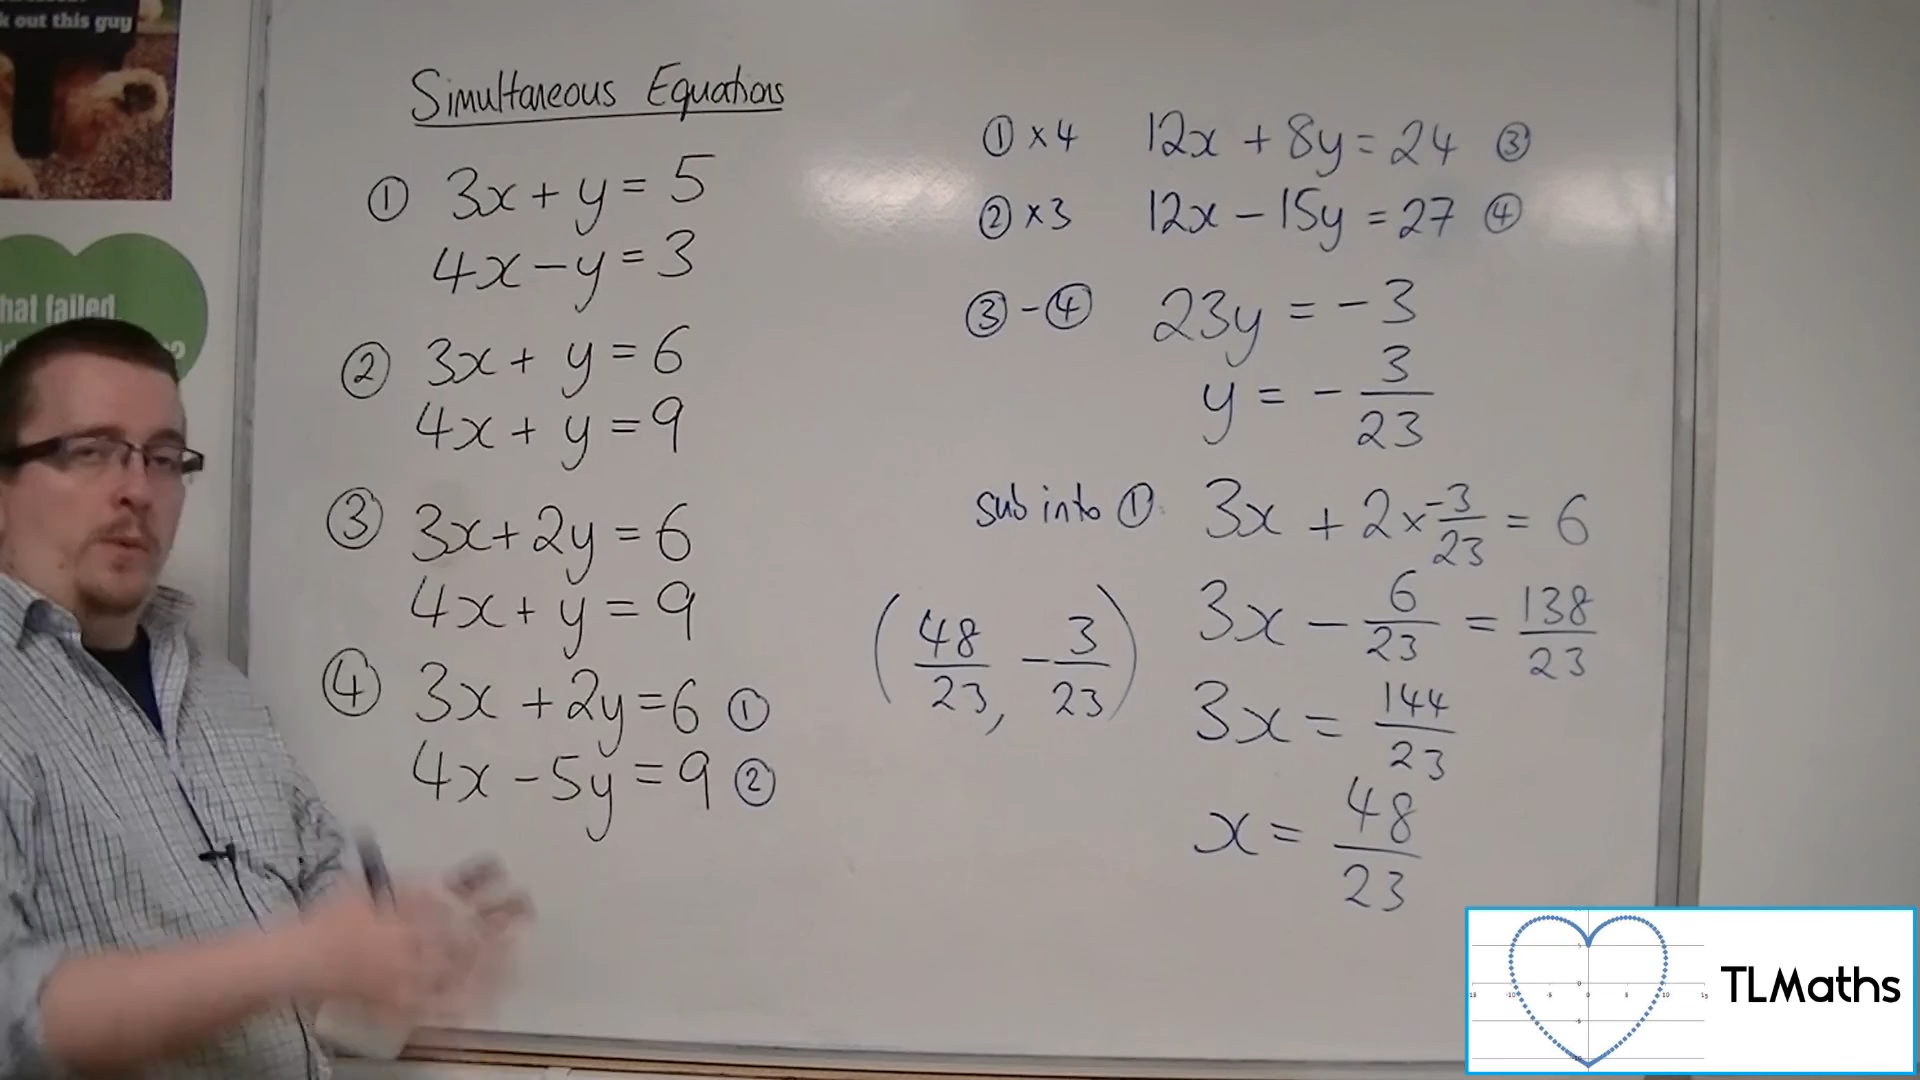 k out this guy
hat failed
?
Simultaneous Equations
① 3x + y = 5
4x - y = 3
② 3x + y = 6
4x + y = 9
③ 3x + 2y = 6
4x + y = 9
④ 3x + 2y = 6 ①
4x - 5y = 9 ②
① × 4 12x + 8y = 24 ③
② × 3 12x - 15y = 27 ④
③ - ④ 23y = -3
y = -3/23
sub into ① 3x + 2 × -3/23 = 6
3x - 6/23 = 138/23
3x = 144/23
x = 48/23
(48/23, -3/23)
TLMaths